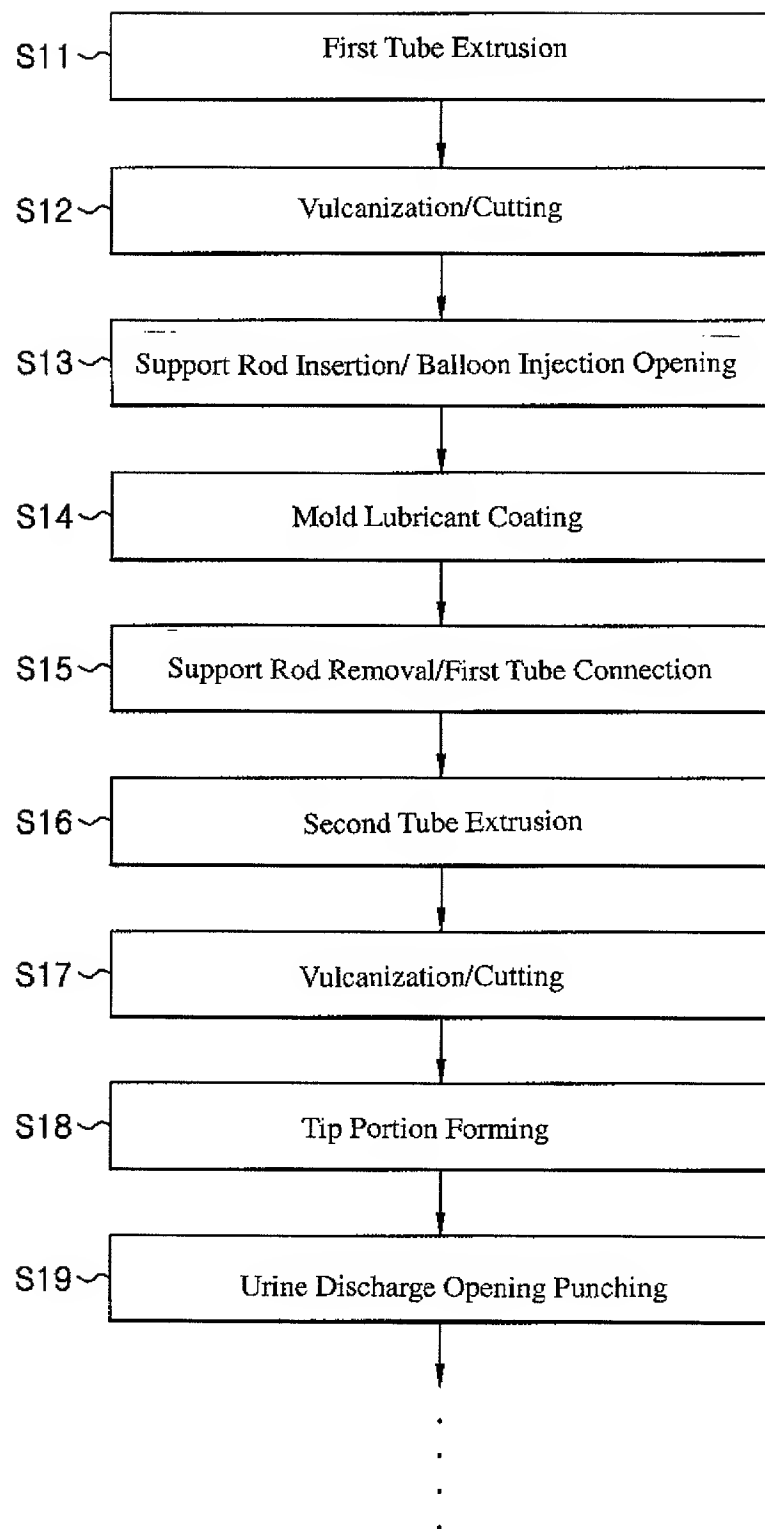 S11 First Tube Extrusion
S12 Vulcanization/Cutting
S13 Support Rod Insertion/ Balloon Injection Opening
S14 Mold Lubricant Coating
S15 Support Rod Removal/First Tube Connection
S16 Second Tube Extrusion
S17 Vulcanization/Cutting
S18 Tip Portion Forming
S19 Urine Discharge Opening Punching